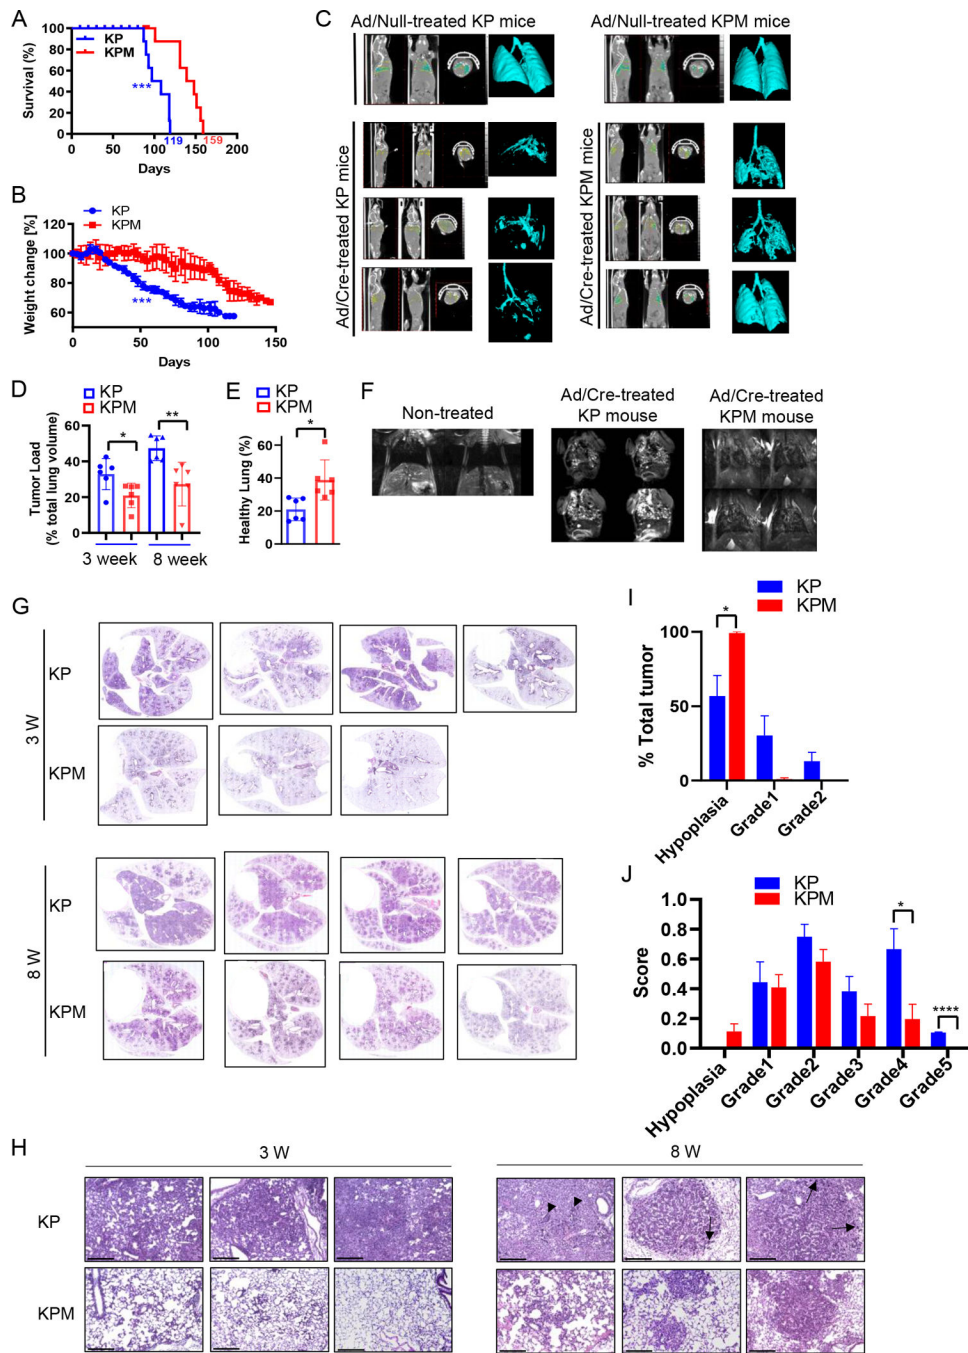 A
KP
KPM
***
119
159
Survival (%)
100
80
60
40
20
0
0 50 100 150 200
Days
B
KP
KPM
***
Weight change [%]
120
100
80
60
0 50 100 150
Days
C
Ad/Null-treated KP mice
Ad/Null-treated KPM mice
Ad/Cre-treated KP mice
Ad/Cre-treated KPM mice
D
KP
KPM
* **
Tumor Load
(% total lung volume)
60
40
20
0
3 week 8 week
E
KP
KPM
*
Healthy Lung (%)
60
40
20
0
F
Non-treated
Ad/Cre-treated
KP mouse
Ad/Cre-treated
KPM mouse
G
3 W
KP
KPM
8 W
KP
KPM
H
3 W
8 W
KP
KPM
I
KP
KPM
*
% Total tumor
100
50
0
Hypoplasia
Grade1
Grade2
J
KP
KPM
*
****
Score
1.0
0.8
0.6
0.4
0.2
0.0
Hypoplasia
Grade1
Grade2
Grade3
Grade4
Grade5